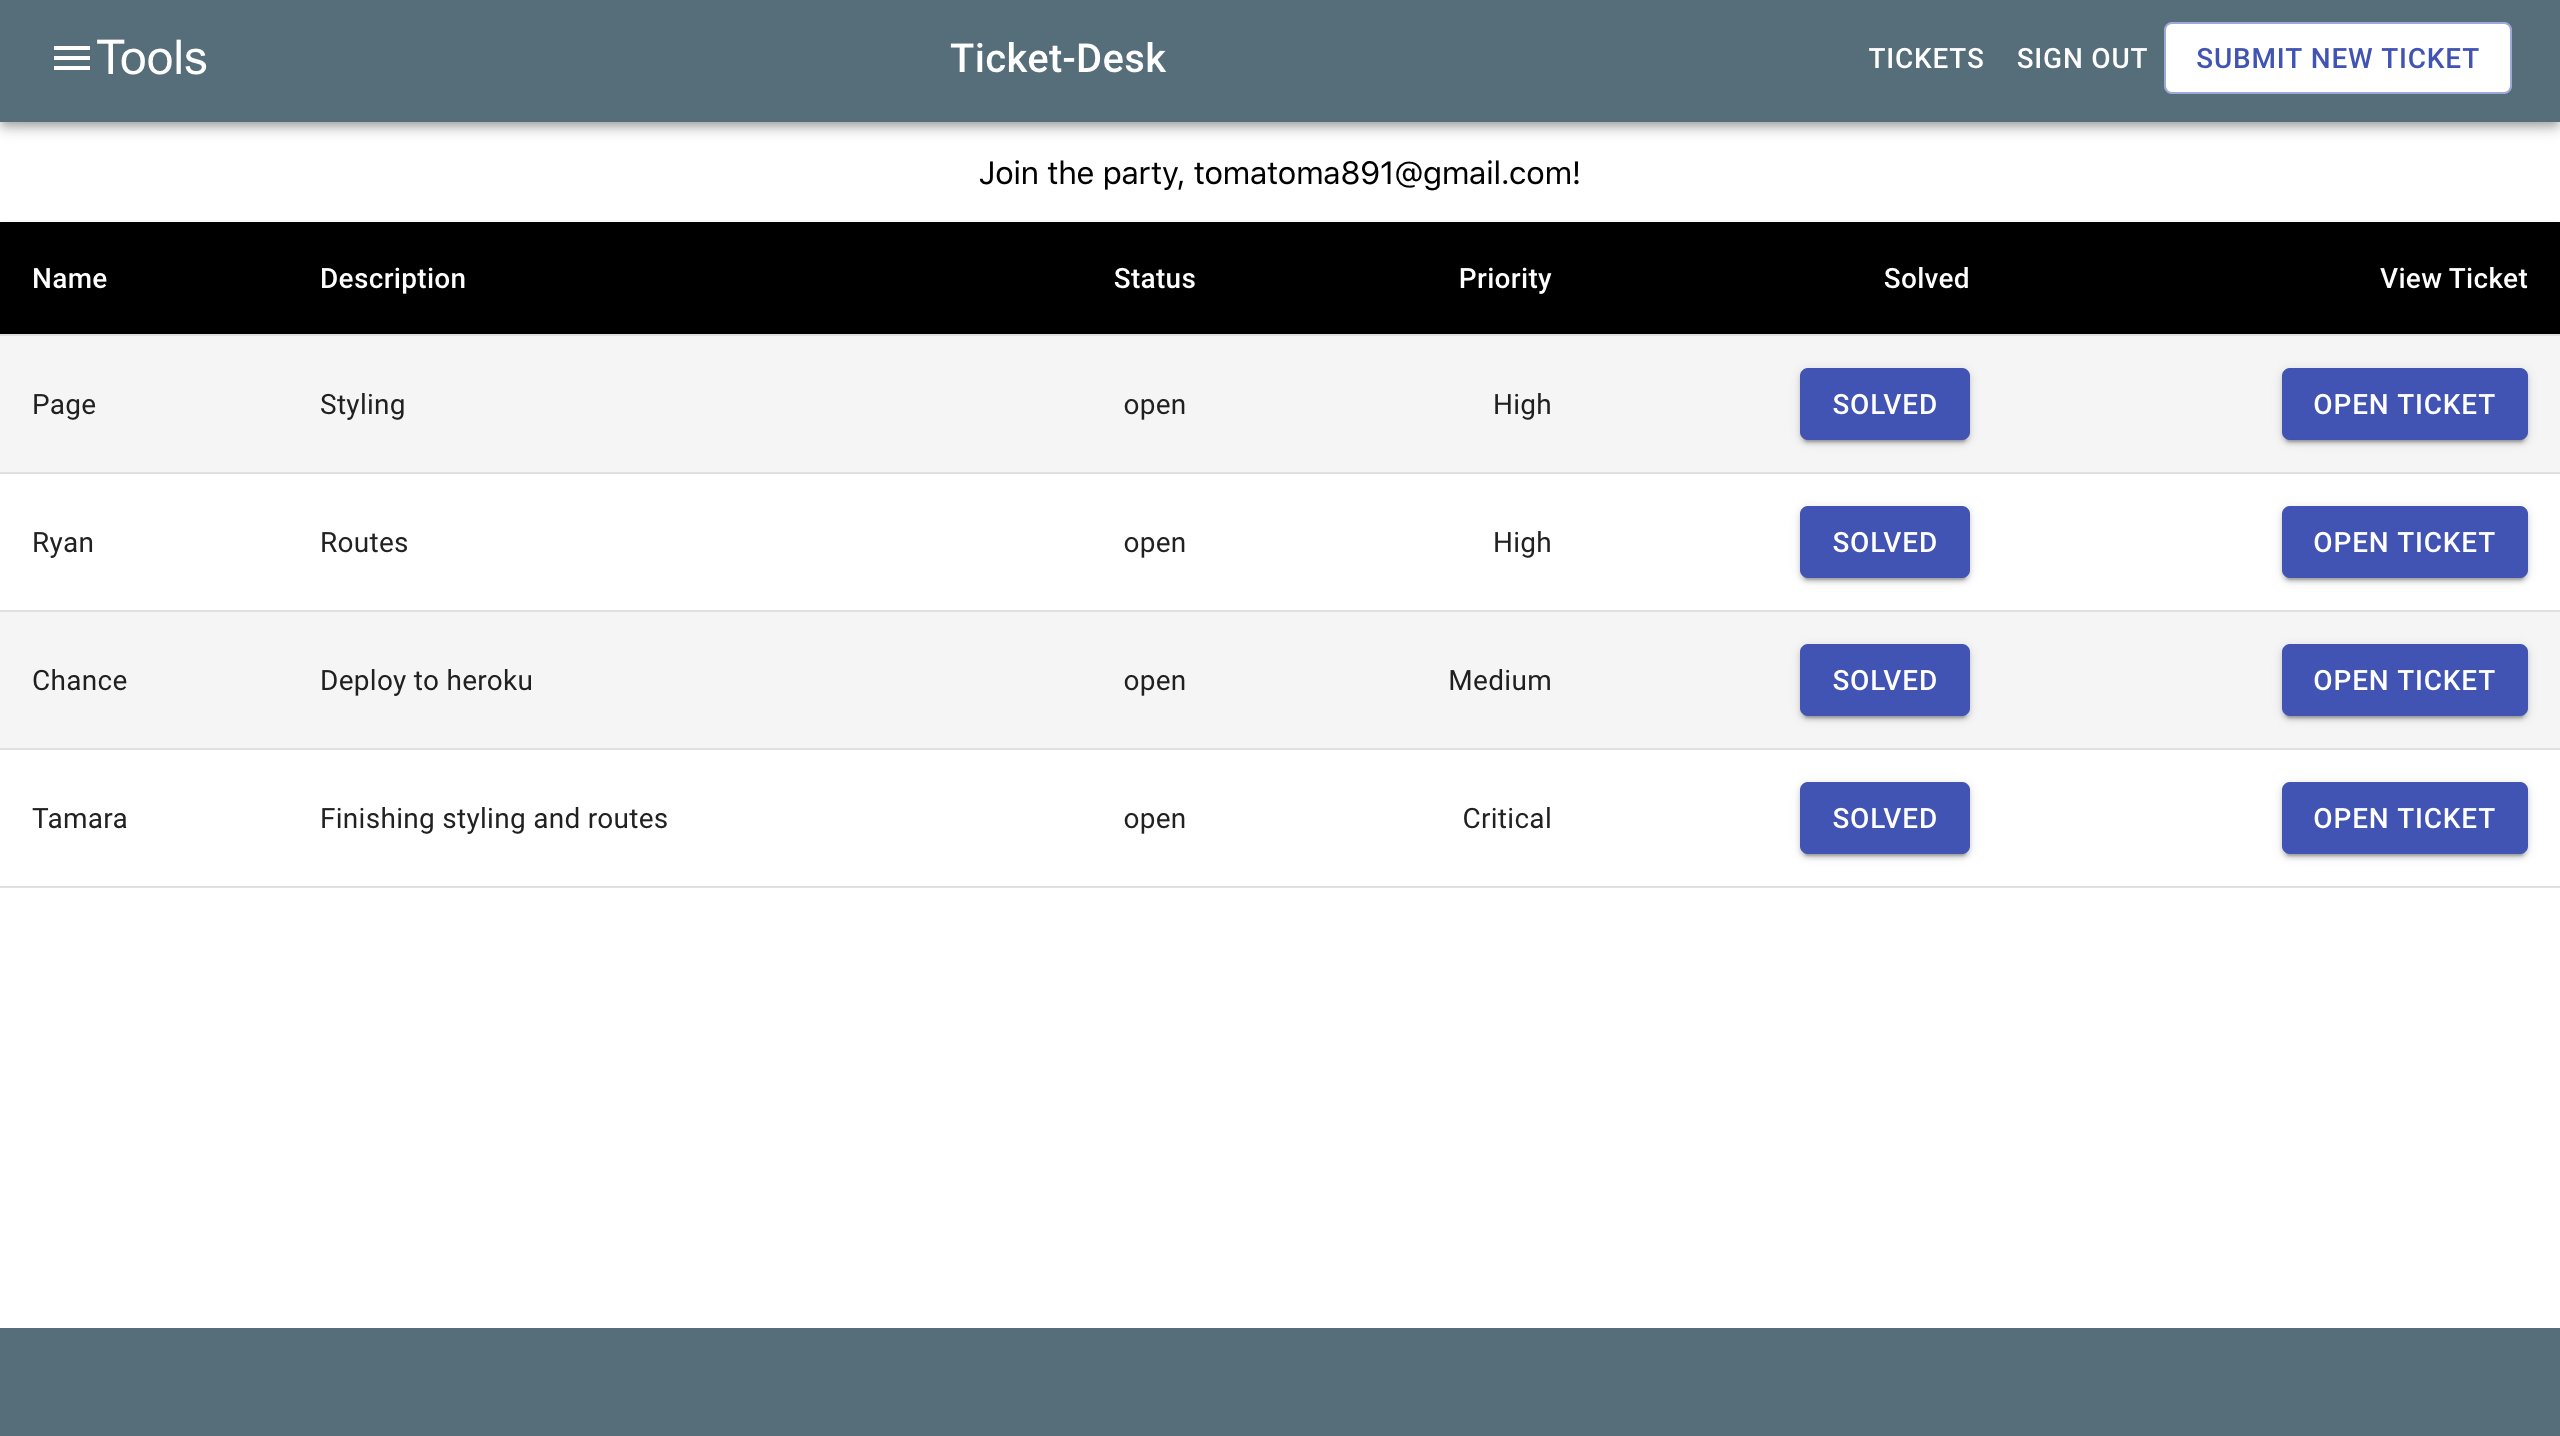 Tools Ticket-Desk TICKETS SIGN OUT SUBMIT NEW TICKET
Join the party, tomatoma891@gmail.com!
Name Description Status Priority Solved View Ticket
Page Styling open High SOLVED OPEN TICKET
Ryan Routes open High SOLVED OPEN TICKET
Chance Deploy to heroku open Medium SOLVED OPEN TICKET
Tamara Finishing styling and routes open Critical SOLVED OPEN TICKET